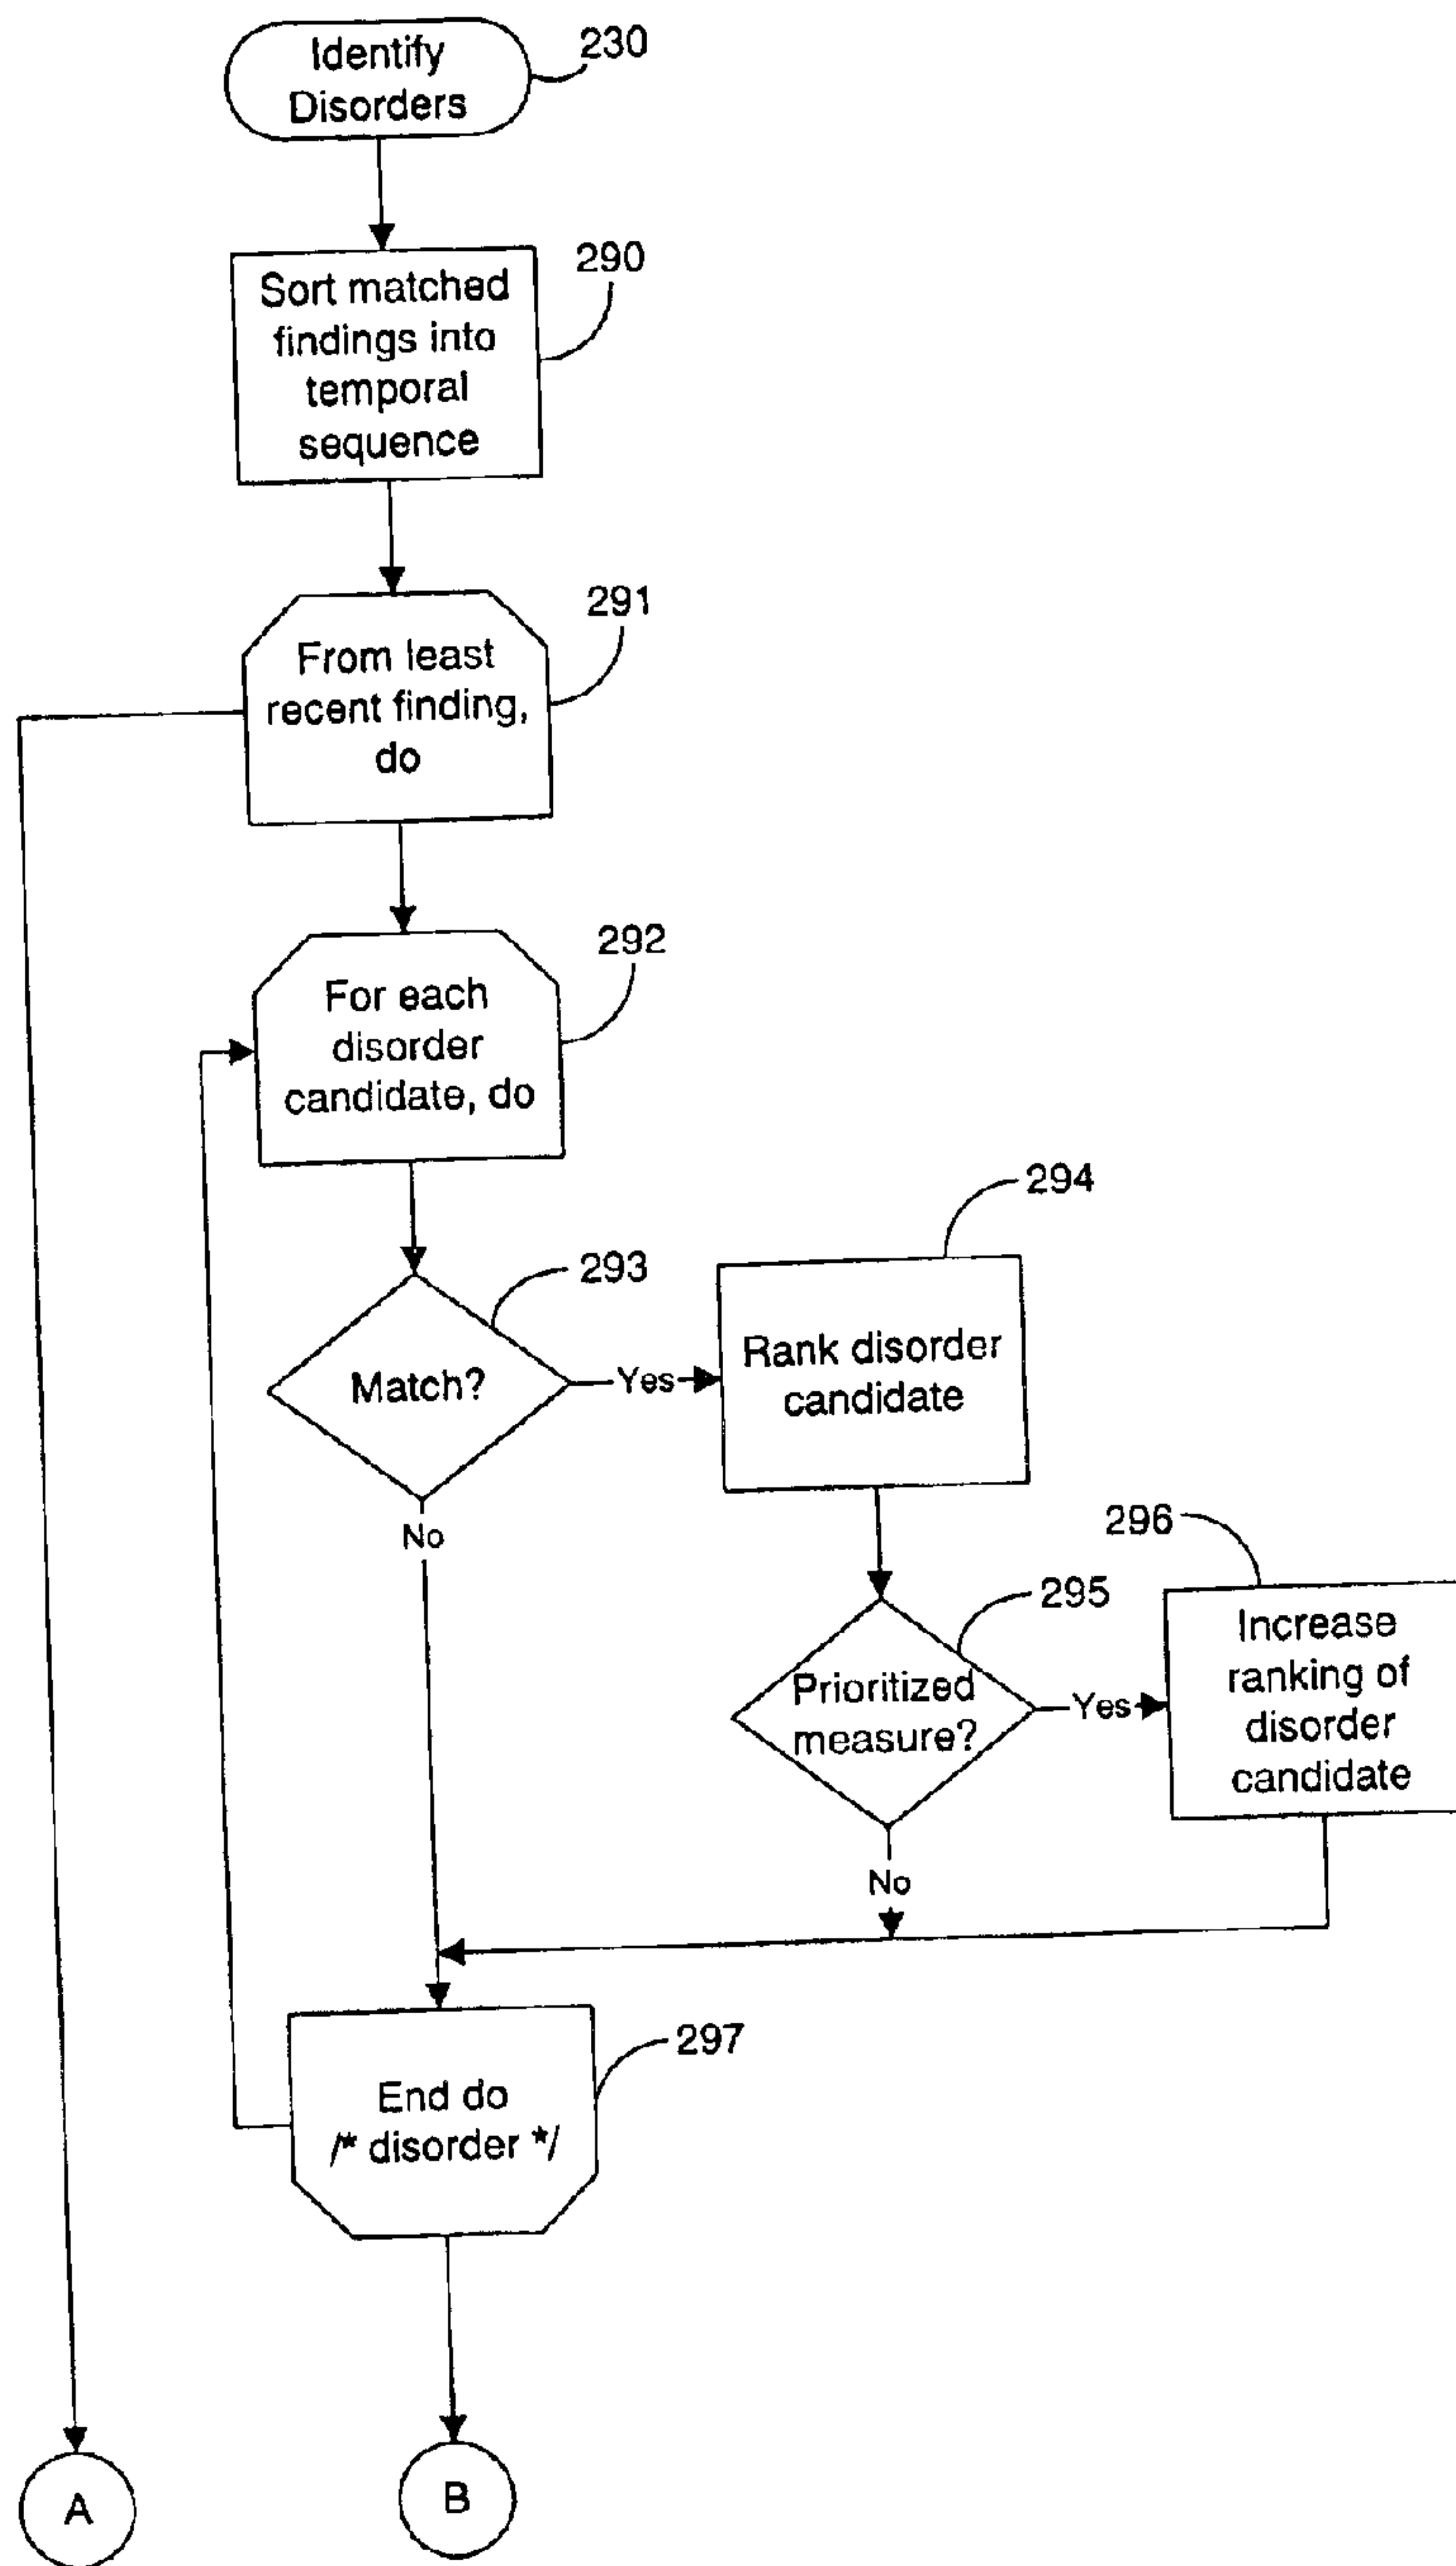 Identify
Disorders
230
Sort matched
findings into
temporal
sequence
290
From least
recent finding,
do
291
For each
disorder
candidate, do
292
Match?
293
Yes
No
Rank disorder
candidate
294
Prioritized
measure?
295
Yes
No
Increase
ranking of
disorder
candidate
296
End do
/* disorder */
297
A
B